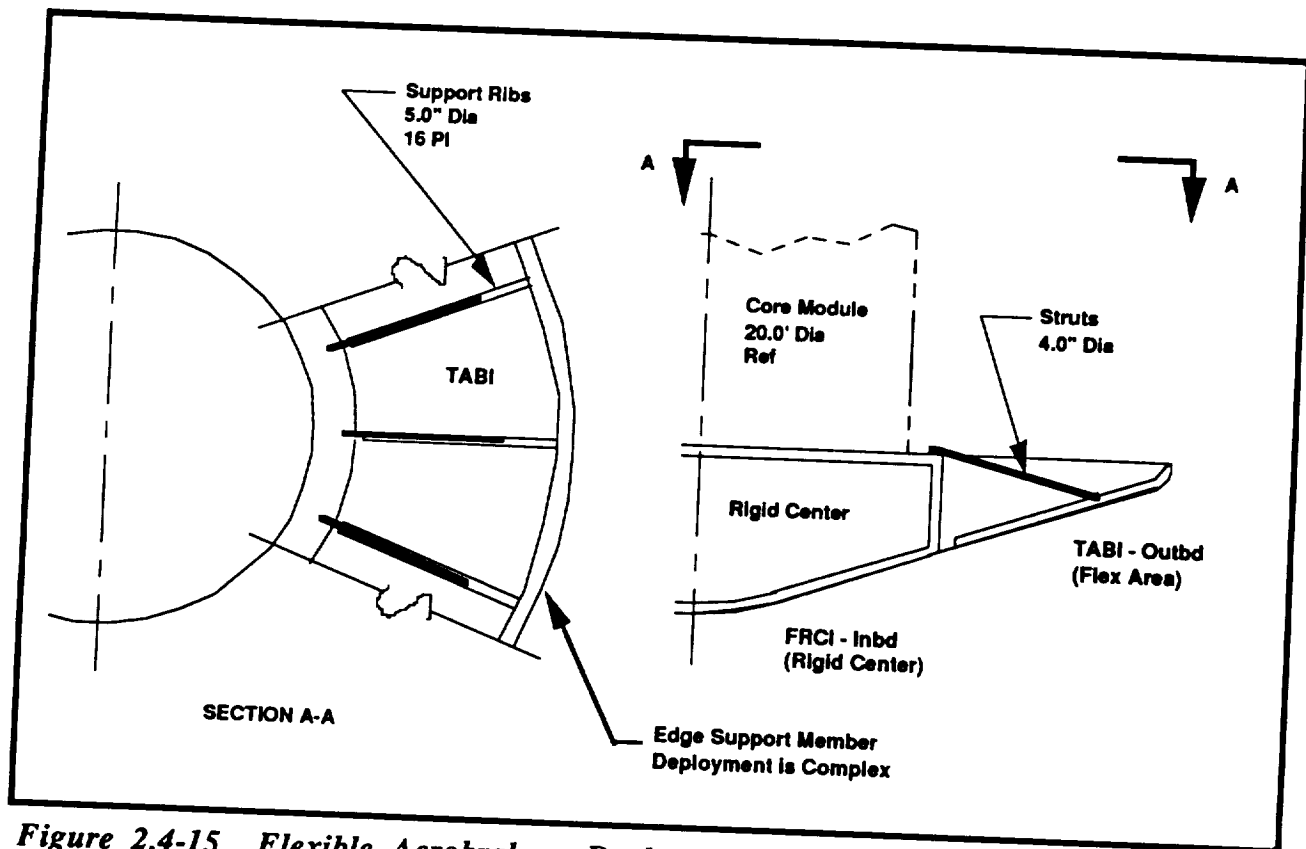 Support Ribs
5.0" Dia
16 Pl
A
A
Core Module
20.0' Dia
Ref
Struts
4.0" Dia
TABI
Rigid Center
TABI - Outbd
(Flex Area)
FRCI - Inbd
(Rigid Center)
SECTION A-A
Edge Support Member
Deployment is Complex
Figure 2.4-15 Flexible Aerobrake